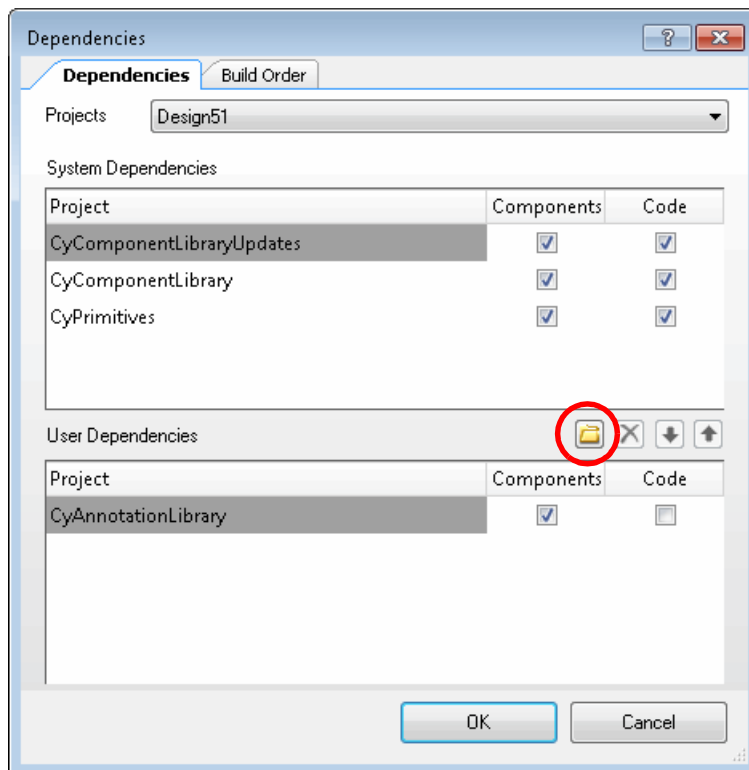 Dependencies
Dependencies Build Order
Projects Design51
System Dependencies
Project Components Code
CyComponentLibraryUpdates
CyComponentLibrary
CyPrimitives
User Dependencies
Project Components Code
CyAnnotationLibrary
OK Cancel